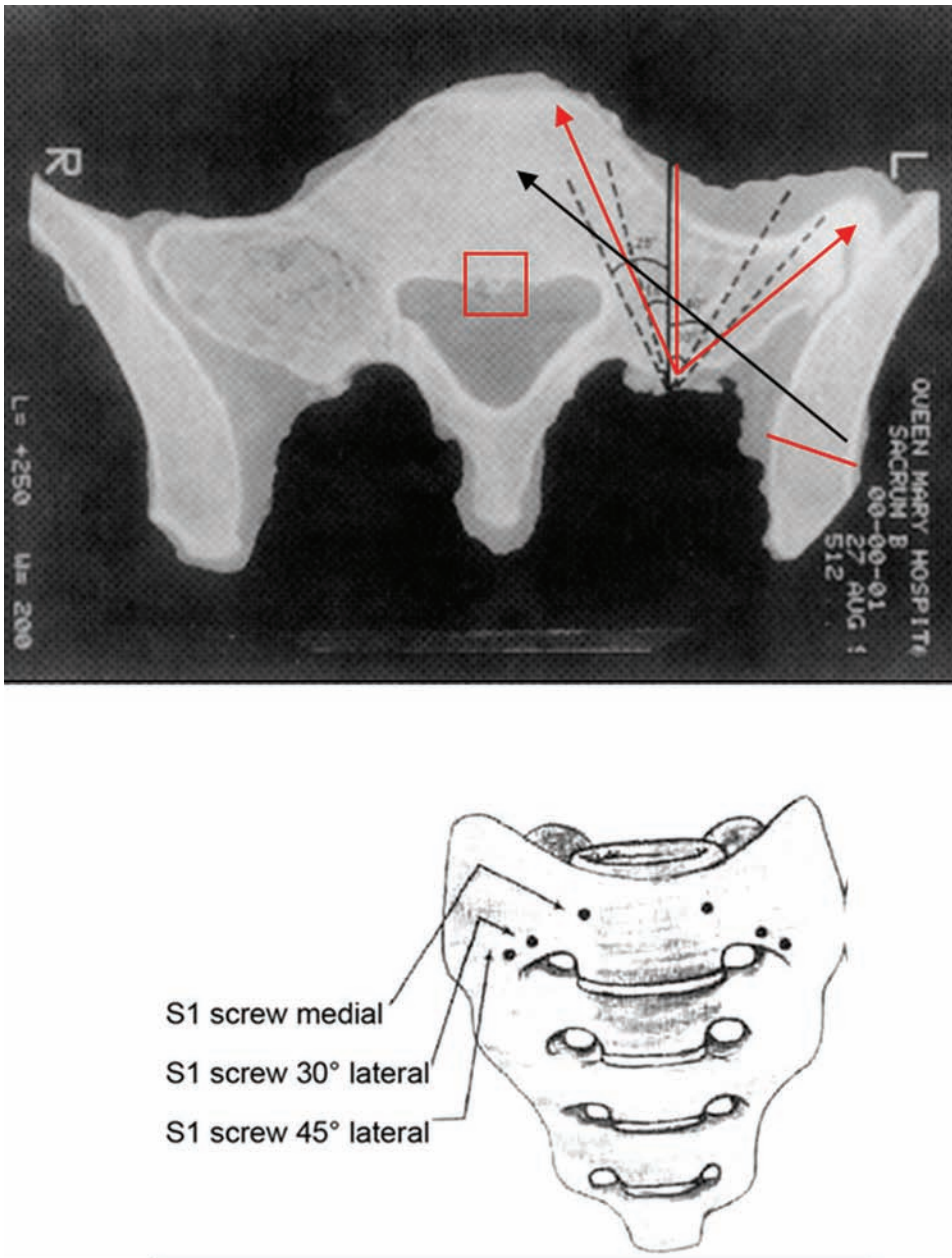 R
L
28°
QUEEN MARY HOSPIT
SACRUM B
00-00-01
27 AUG
512
L= +250 W= 200
S1 screw medial
S1 screw 30° lateral
S1 screw 45° lateral